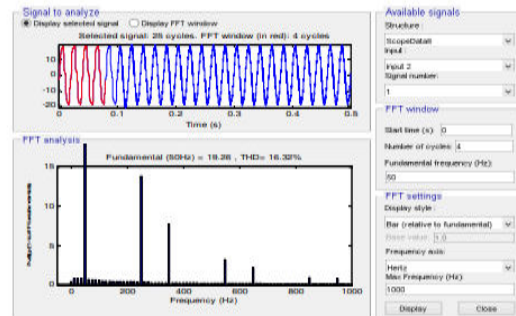 Signal to analyze
Display selected signal
Display FFT window
Selected signal: 25 cycles. FFT window (in red): 4 cycles
10
0
-10
-20
0 0.1 0.2 0.3 0.4 0.5
Time (s)
FFT analysis
Fundamental (50Hz) = 19.26 , THD= 16.32%
15
10
5
0
0 200 400 600 800 1000
Frequency (Hz)
Available signals
Structure :
Input :
input 2
Signal number:
1
FFT window
Start time (s): 0
Number of cycles: 4
Fundamental frequency (Hz):
50
FFT settings
Display style :
Bar (relative to fundamental)
Base value: 1.0
Frequency axis:
Hertz
Max Frequency (Hz):
1000
Display
Close